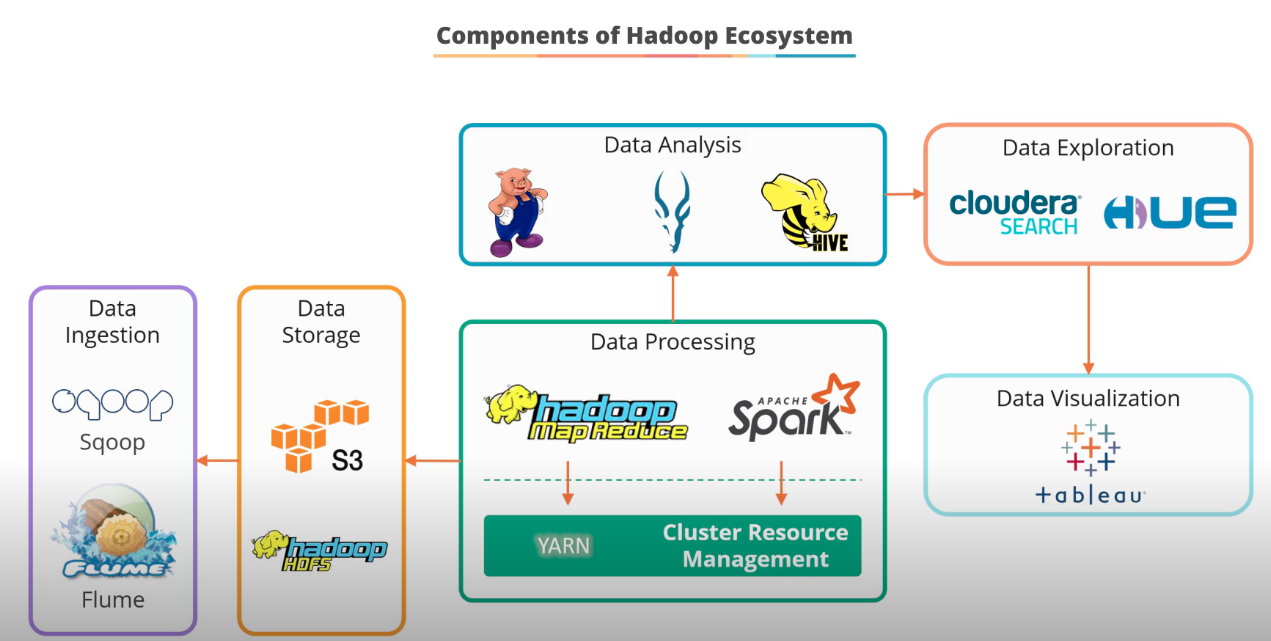 Components of Hadoop Ecosystem
Data Analysis
HIVE
Data Exploration
cloudera
SEARCH
HUE
Data
Ingestion
sqoop
Sqoop
FLUME
Flume
Data
Storage
S3
hadoop
HDFS
Data Processing
hadoop
Map Reduce
APACHE
Spark™
YARN
Cluster Resource
Management
Data Visualization
+ableau